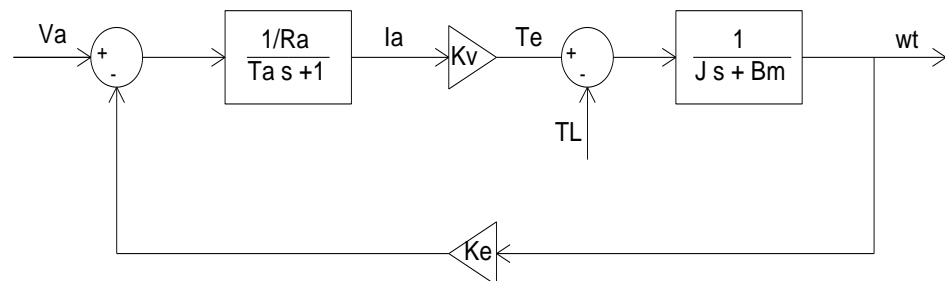 Va
+
-
1/Ra
Ta s +1
Ia
Kv
Te
+
-
TL
1
J s + Bm
wt
Ke